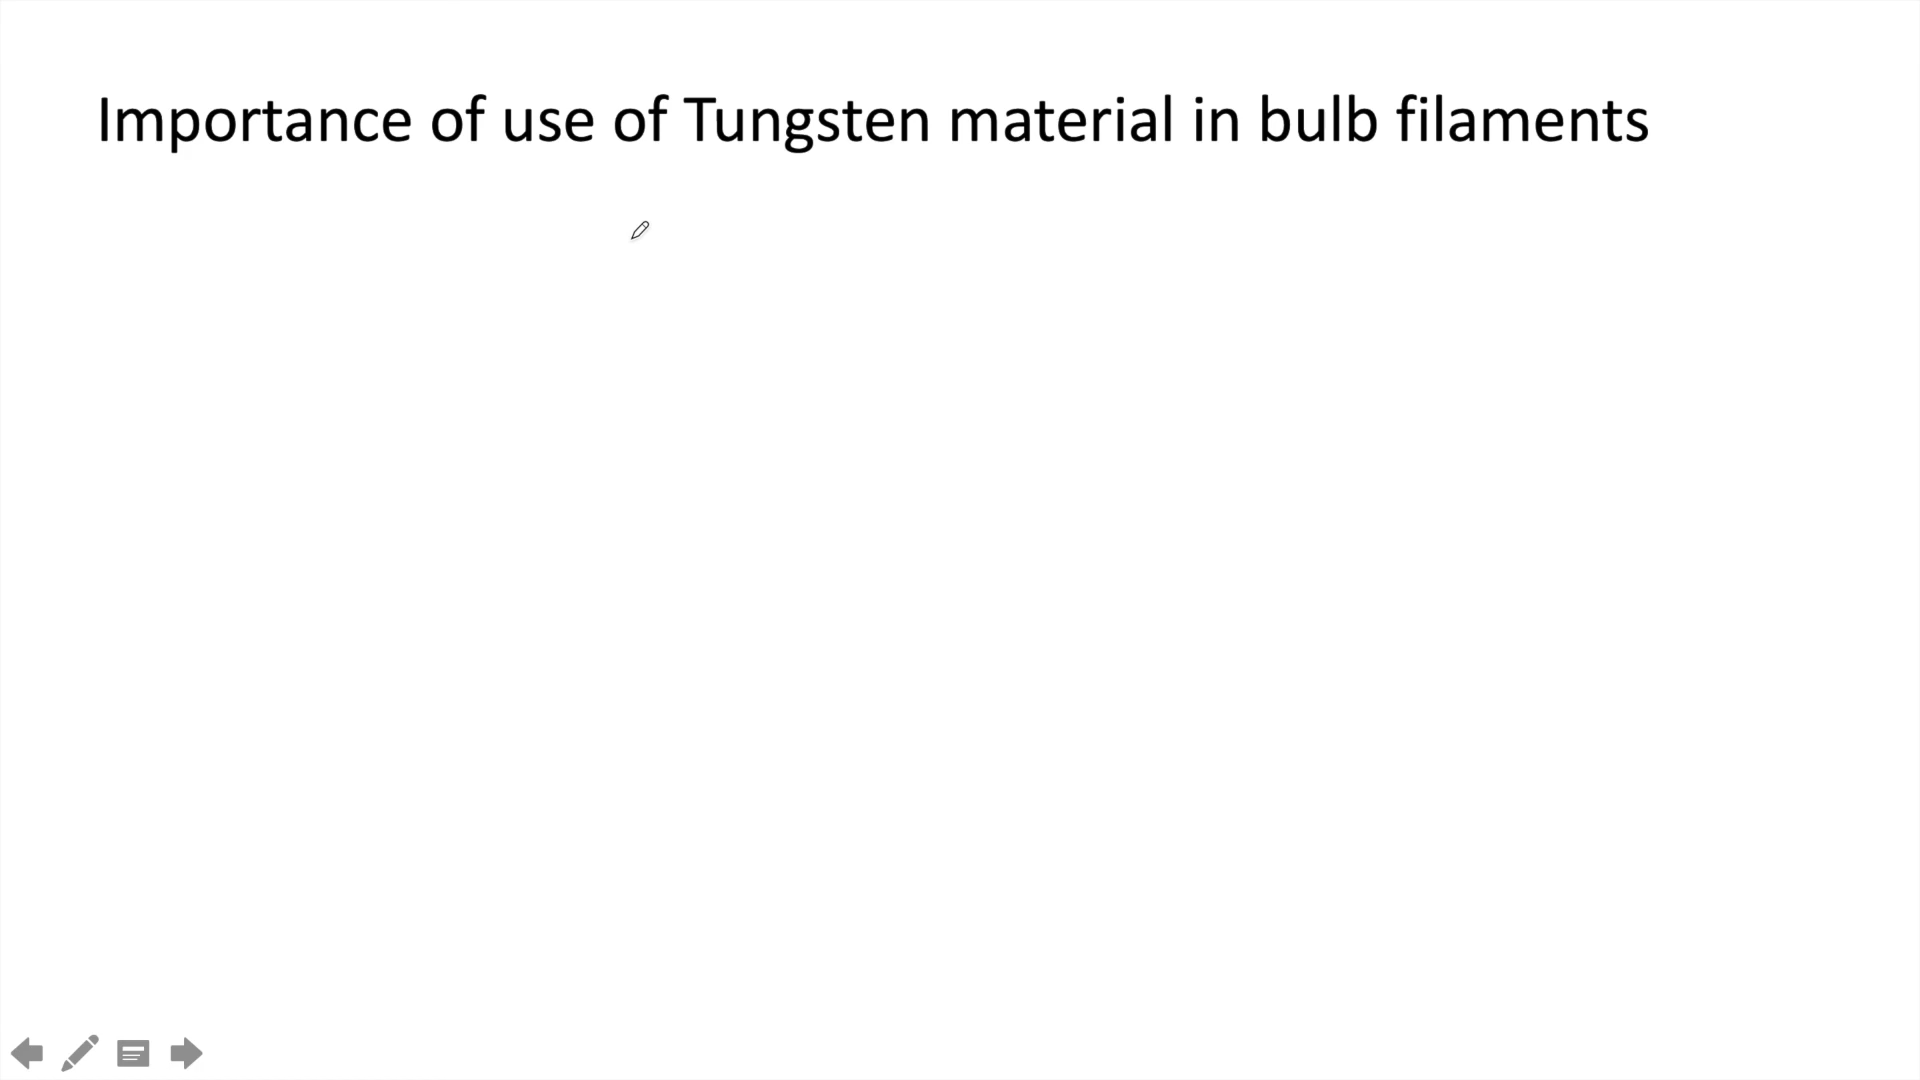 Importance of use of Tungsten material in bulb filaments